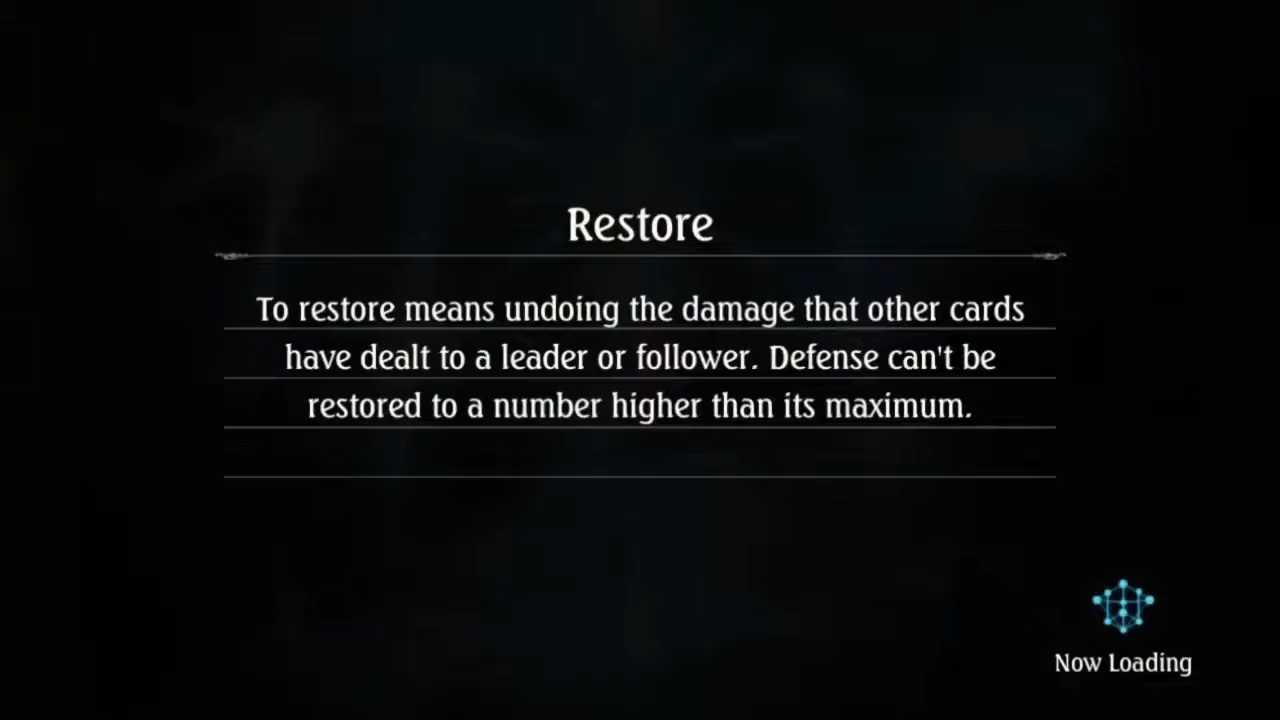 Restore
To restore means undoing the damage that other cards
have dealt to a leader or follower. Defense can't be
restored to a number higher than its maximum.
Now Loading